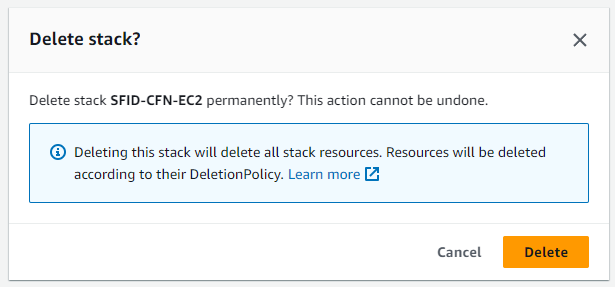 Delete stack?
Delete stack SFID-CFN-EC2 permanently? This action cannot be undone.
Deleting this stack will delete all stack resources. Resources will be deleted
according to their DeletionPolicy. Learn more
Cancel
Delete